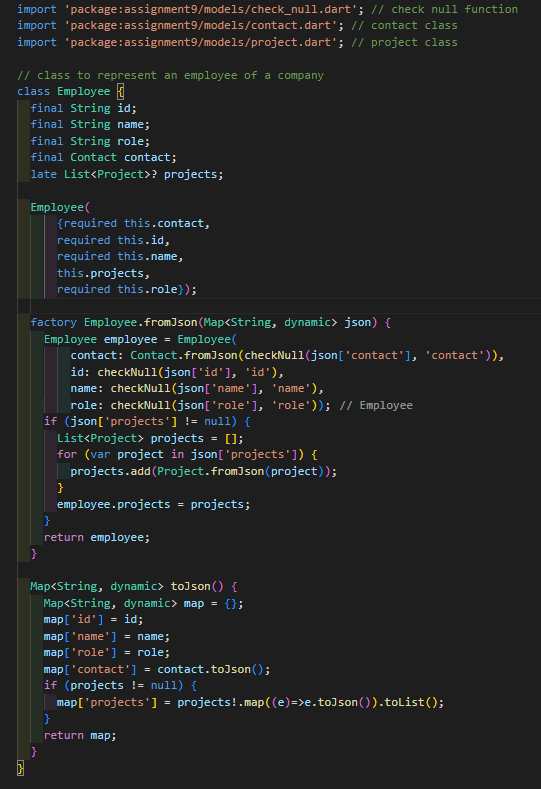 import 'package:assignment9/models/check_null.dart'; // check null function
import 'package:assignment9/models/contact.dart'; // contact class
import 'package:assignment9/models/project.dart'; // project class

// class to represent an employee of a company
class Employee {
  final String id;
  final String name;
  final String role;
  final Contact contact;
  late List<Project>? projects;

  Employee(
      {required this.contact,
      required this.id,
      required this.name,
      this.projects,
      required this.role});

  factory Employee.fromJson(Map<String, dynamic> json) {
    Employee employee = Employee(
        contact: Contact.fromJson(checkNull(json['contact'], 'contact')),
        id: checkNull(json['id'], 'id'),
        name: checkNull(json['name'], 'name'),
        role: checkNull(json['role'], 'role')); // Employee
    if (json['projects'] != null) {
      List<Project> projects = [];
      for (var project in json['projects']) {
        projects.add(Project.fromJson(project));
      }
      employee.projects = projects;
    }
    return employee;
  }

  Map<String, dynamic> toJson() {
    Map<String, dynamic> map = {};
    map['id'] = id;
    map['name'] = name;
    map['role'] = role;
    map['contact'] = contact.toJson();
    if (projects != null) {
      map['projects'] = projects!.map((e)=>e.toJson()).toList();
    }
    return map;
  }
}